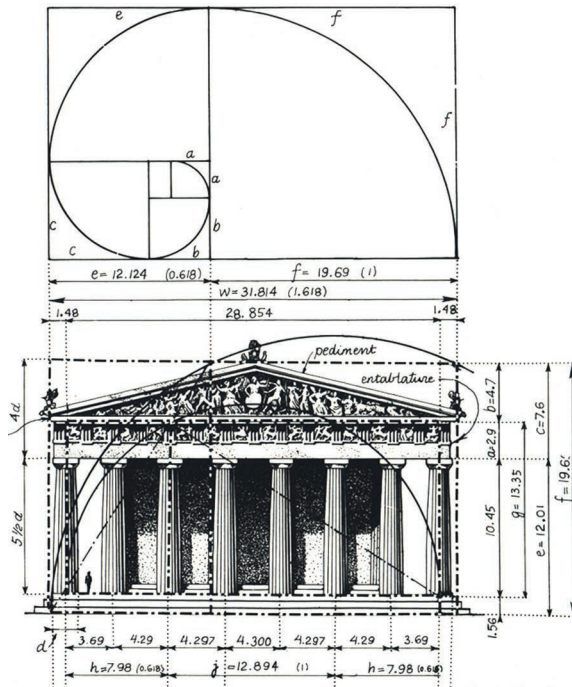 e f
f
a
a
c b
c b
e = 12.124 (0.618) f = 19.69 (1)
w = 31.814 (1.618)
1.48 28.854 1.48
pediment
entablature
4d
5½d
b=4.7
a=2.9
c=7.6
10.45
g = 13.35
e = 12.01
1.56
3.69 4.29 4.297 4.300 4.297 4.29 3.69
d
h=7.98 (0.618) j=12.894 (1) h=7.98 (0.618)